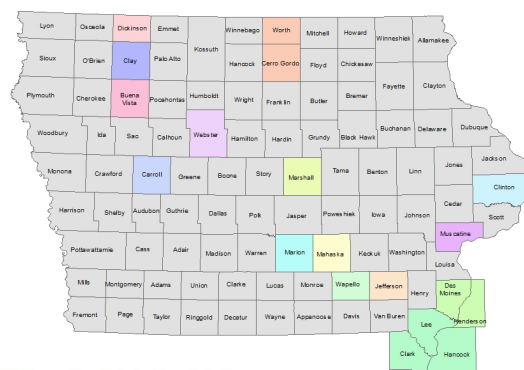 Lyon Osceola Dickinson Emmet Winnebago Worth Mitchell Howard Winneshiek Allamakee
Kossuth
Sioux O'Brien Clay Palo Alto Hancock Cerro Gordo Floyd Chickasaw
Plymouth Cherokee Buena Vista Pocahontas Humboldt Wright Franklin Butler Bremer Fayette Clayton
Woodbury Ida Sac Calhoun Webster Hamilton Hardin Grundy Black Hawk Buchanan Delaware Dubuque
Monona Crawford Carroll Greene Boone Story Marshall Tama Benton Linn Jones Jackson
Clinton
Harrison Shelby Audubon Guthrie Dallas Polk Jasper Poweshiek Iowa Johnson Cedar Scott
Muscatine
Pottawattamie Cass Adair Madison Warren Marion Mahaska Keokuk Washington Louisa
Mills Montgomery Adams Union Clarke Lucas Monroe Wapello Jefferson Henry Des Moines
Fremont Page Taylor Ringgold Decatur Wayne Appanoose Davis Van Buren Lee Henderson
Clark Hancock